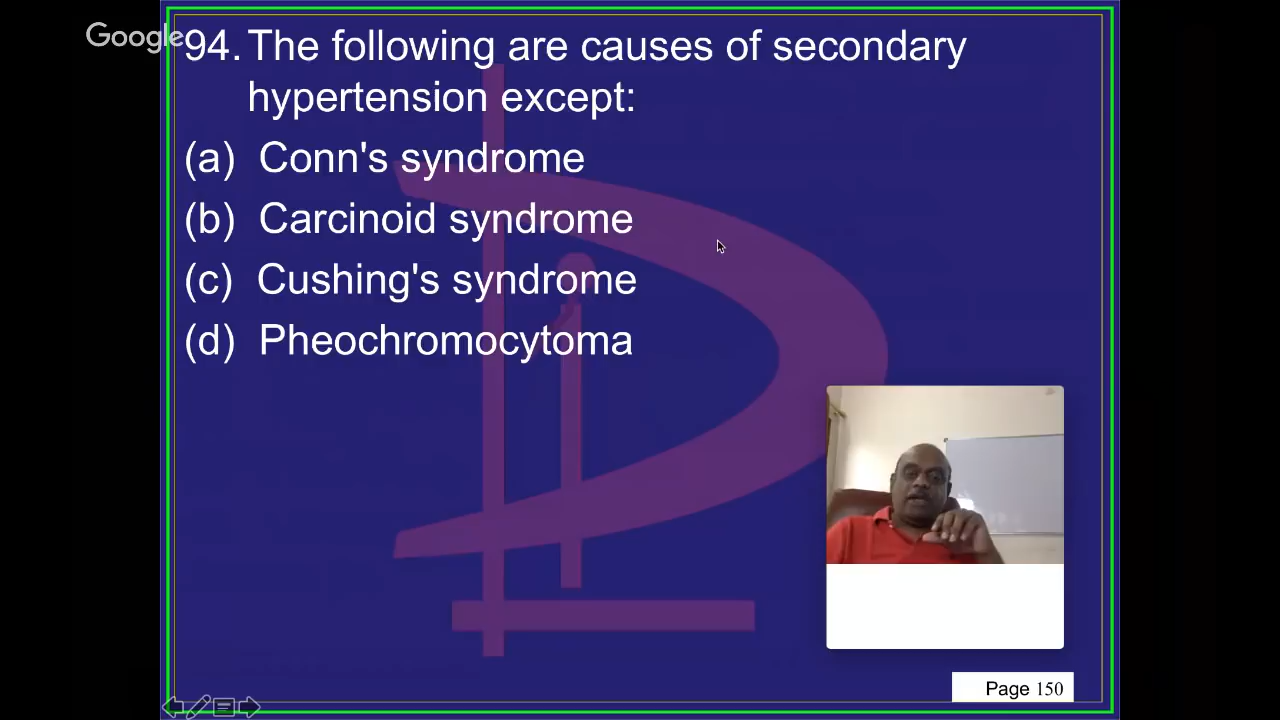 Google
94. The following are causes of secondary
hypertension except:
(a) Conn's syndrome
(b) Carcinoid syndrome
(c) Cushing's syndrome
(d) Pheochromocytoma
Page 150